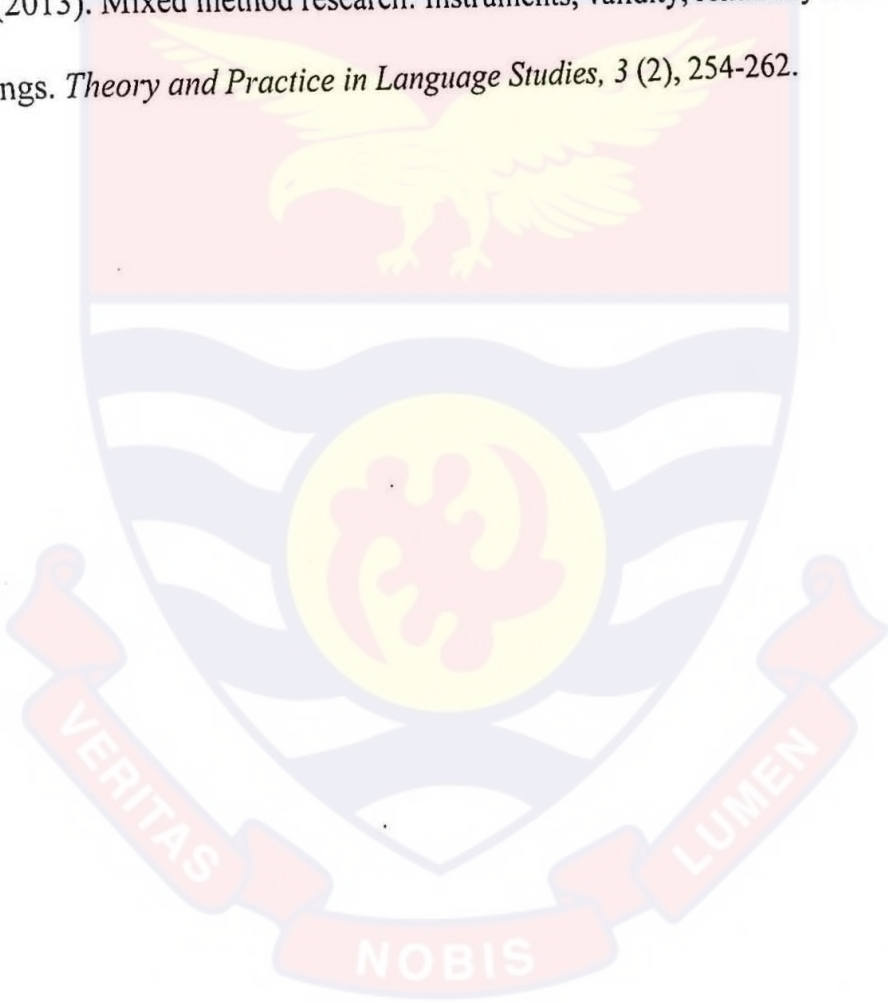 (2013). Mixed method research: Instruments, validity, reliability
ngs. Theory and Practice in Language Studies, 3 (2), 254-262.
VERITAS
NOBIS
LUMEN